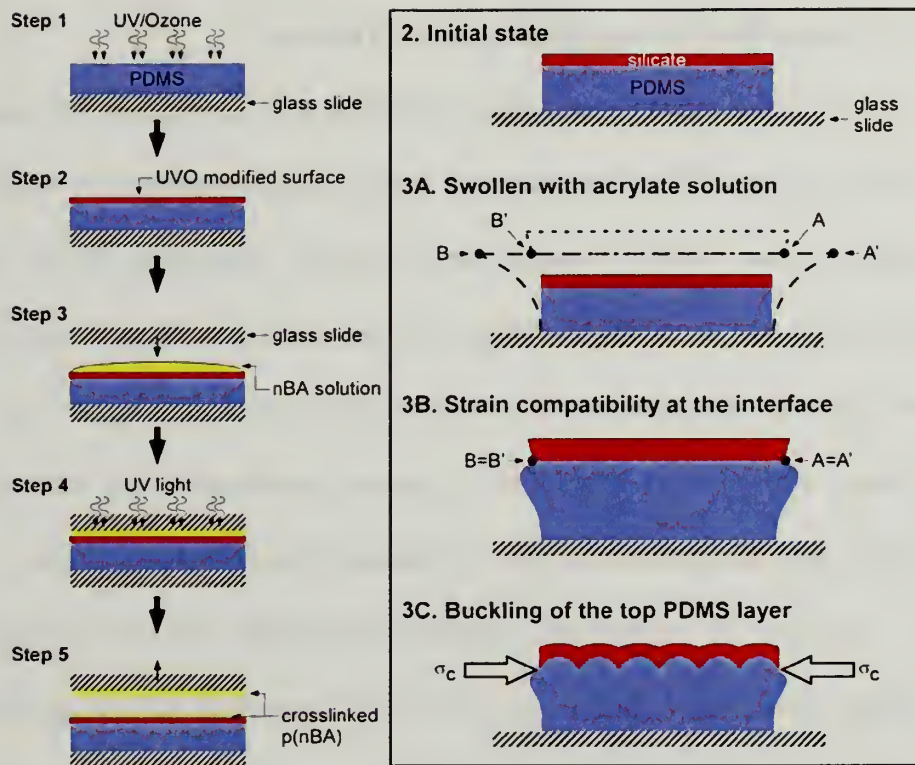 Step 1
UV/Ozone
PDMS
glass slide
Step 2
UVO modified surface
Step 3
glass slide
nBA solution
Step 4
UV light
Step 5
crosslinked
p(nBA)
2. Initial state
silicate
PDMS
glass
slide
3A. Swollen with acrylate solution
B'
A
B
A'
3B. Strain compatibility at the interface
B=B'
A=A'
3C. Buckling of the top PDMS layer
σC
σC